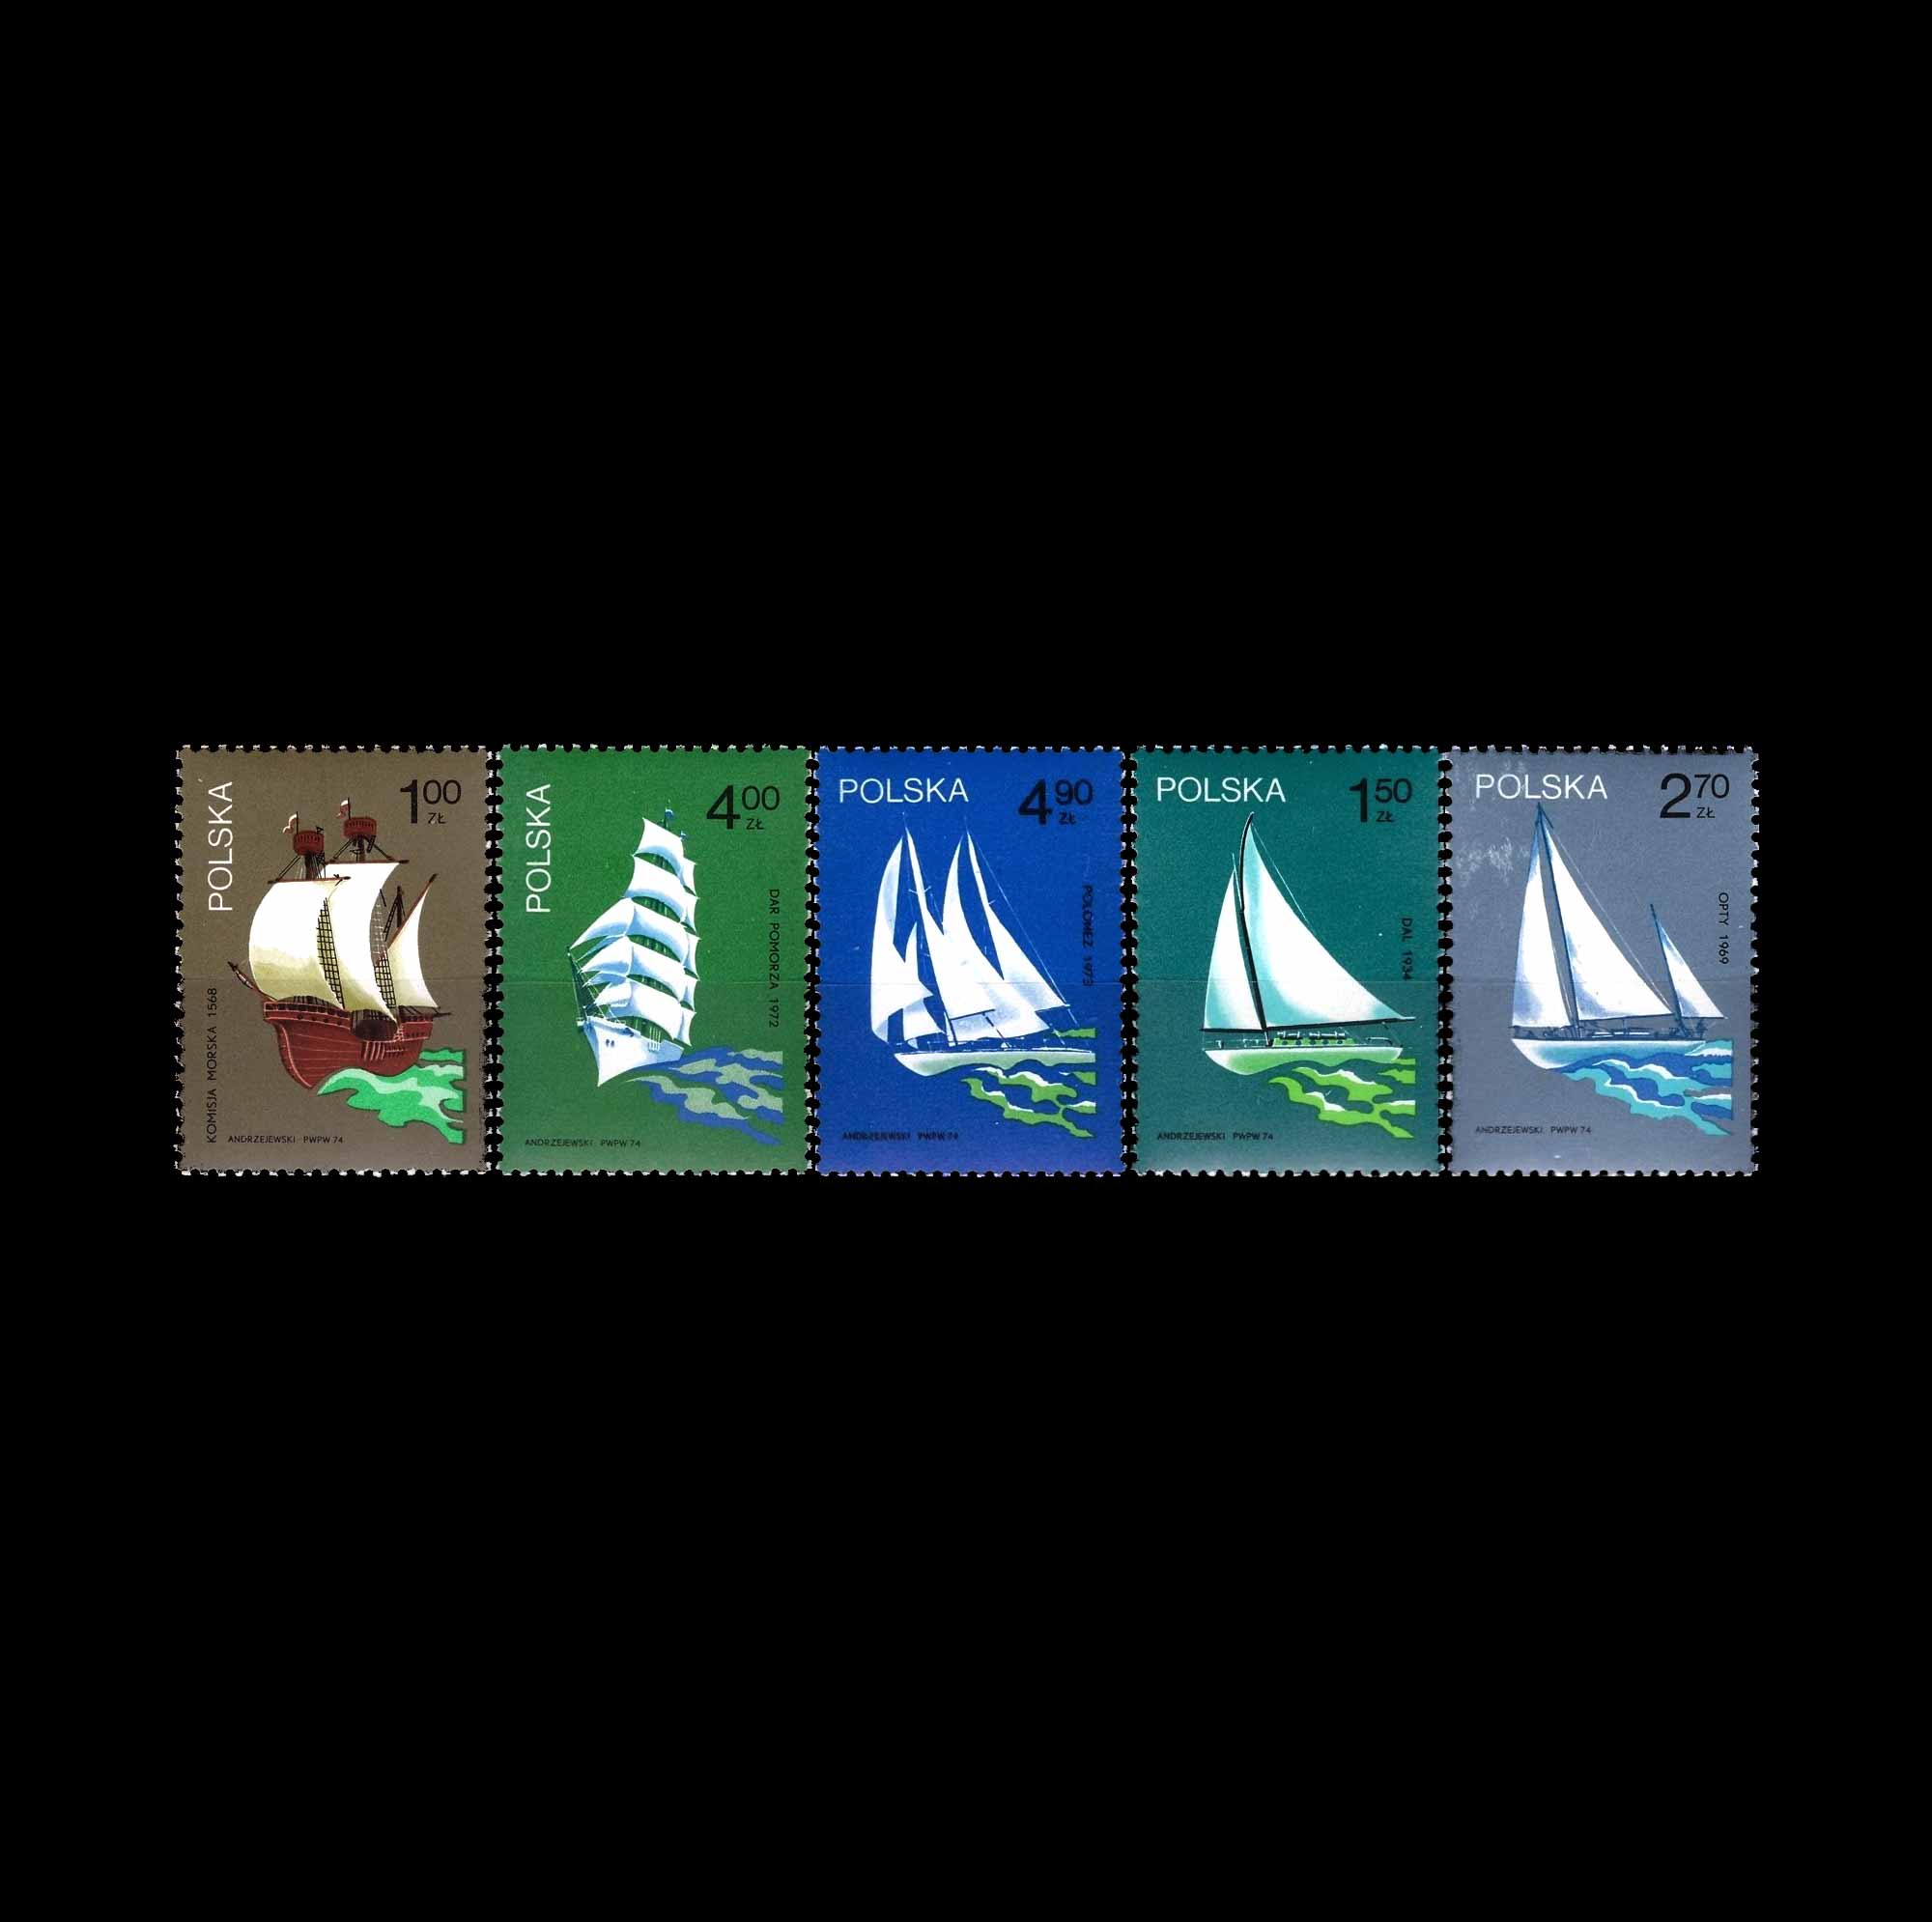 POLSKA
1 00
ZŁ
KOMISJA MORSKA 1568
ANDRZEJEWSKI PWPW 74
POLSKA
4 00
ZŁ
DAR POMORZA 1972
ANDRZEJEWSKI. PWPW 74
POLSKA
4 90
ZŁ
POLONEZ 1973
ANDRZEJEWSKI PWPW 74
POLSKA
1 50
ZŁ
DAL 1934
ANDRZEJEWSKI PWPW 74
POLSKA
2 70
ZŁ
OPTY 1969
ANDRZEJEWSKI. PWPW 74